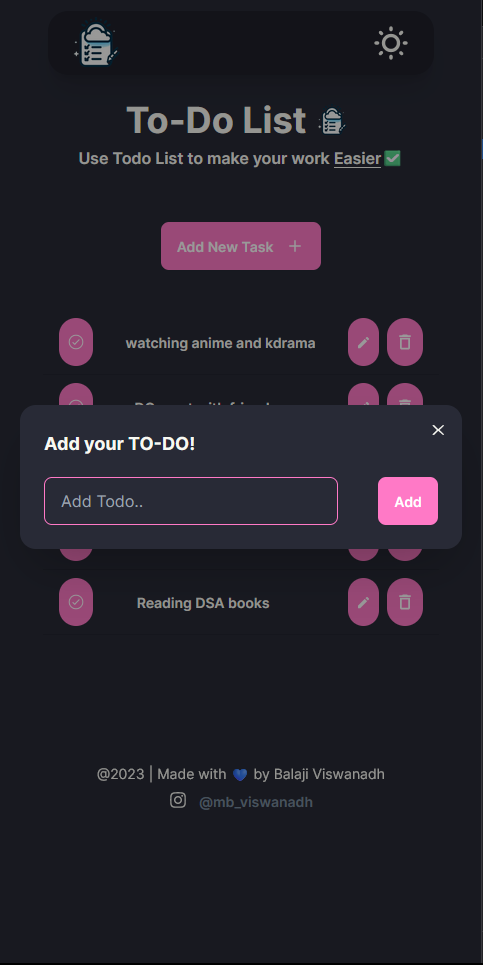 To-Do List
Use Todo List to make your work Easier ✅
Add New Task +
watching anime and kdrama
Add your TO-DO!
Add Todo..
Add
Reading DSA books
@2023 | Made with 💙 by Balaji Viswanadh
@mb_viswanadh